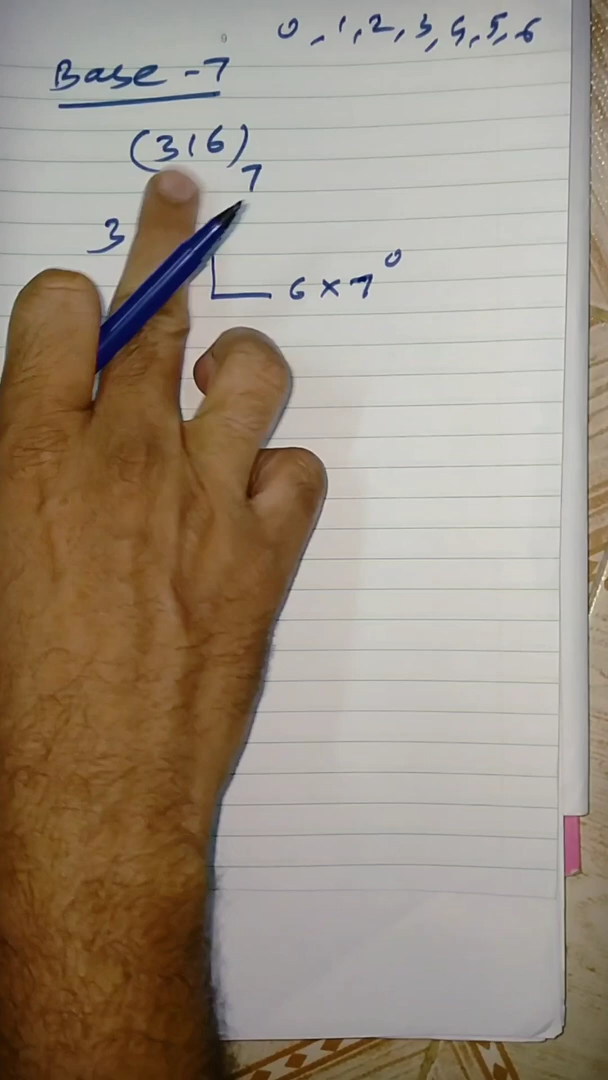 0, 1, 2, 3, 4, 5, 6
Base - 7
(316)
7
3
6 × 7⁰